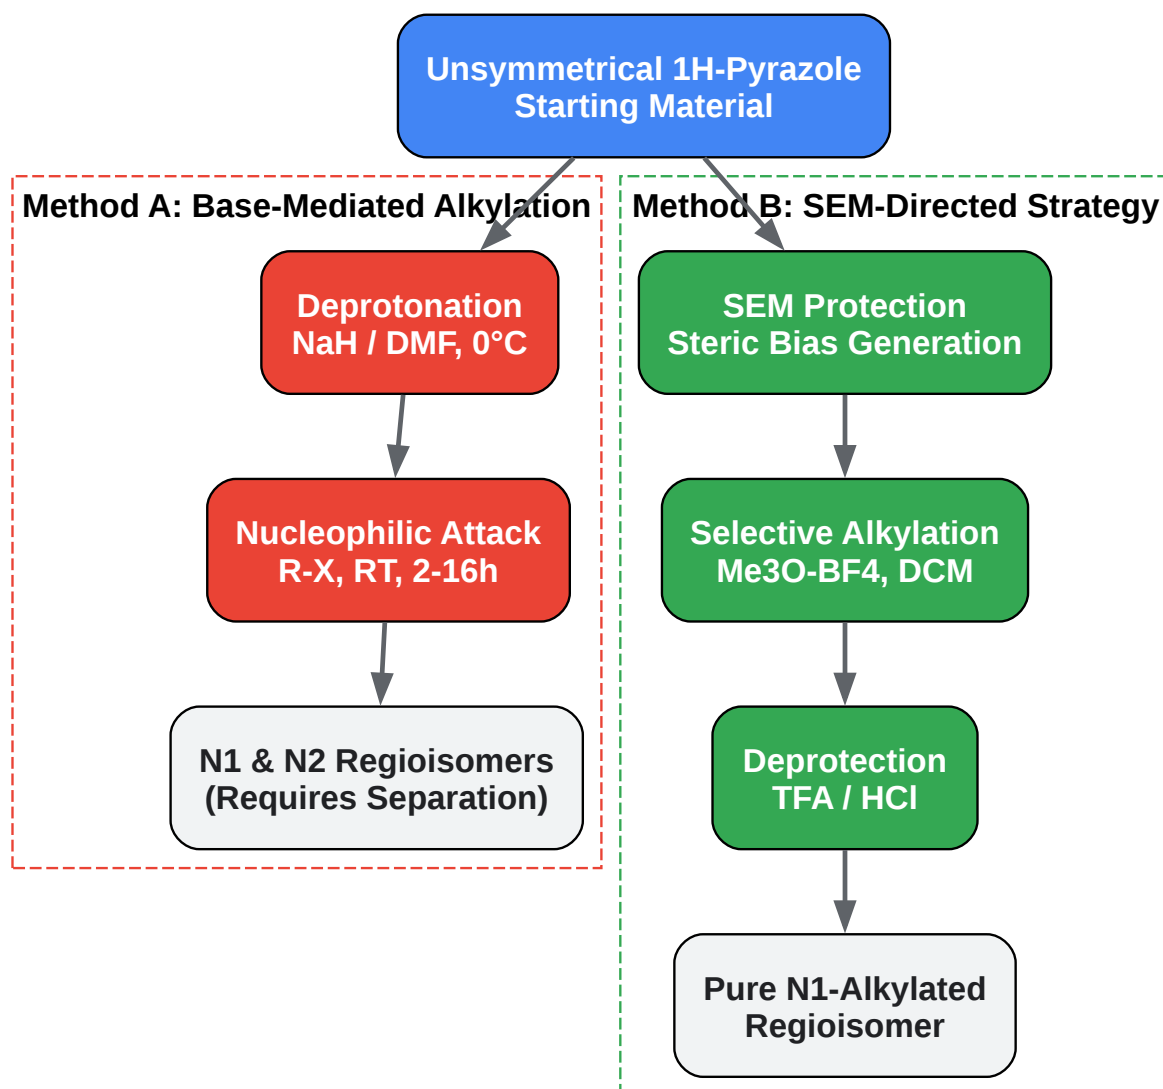 Unsymmetrical 1H-Pyrazole
Starting Material
Method A: Base-Mediated Alkylation
Deprotonation
NaH / DMF, 0°C
Nucleophilic Attack
R-X, RT, 2-16h
N1 & N2 Regioisomers
(Requires Separation)
Method B: SEM-Directed Strategy
SEM Protection
Steric Bias Generation
Selective Alkylation
Me3O-BF4, DCM
Deprotection
TFA / HCl
Pure N1-Alkylated
Regioisomer